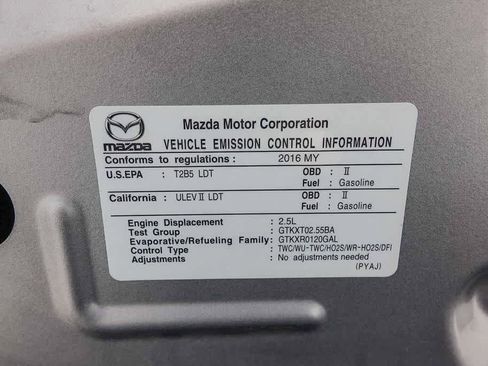 Mazda Motor Corporation
mazda VEHICLE EMISSION CONTROL INFORMATION
Conforms to regulations : 2016 MY
U.S.EPA : T2B5 LDT OBD : II
Fuel : Gasoline
California : ULEV II LDT OBD : II
Fuel : Gasoline
Engine Displacement : 2.5L
Test Group : GTKXT02.55BA
Evaporative/Refueling Family: GTKXR0120GAL
Control Type : TWC/WU-TWC/HO2S/WR-HO2S/DFI
Adjustments : No adjustments needed
(PYAJ)